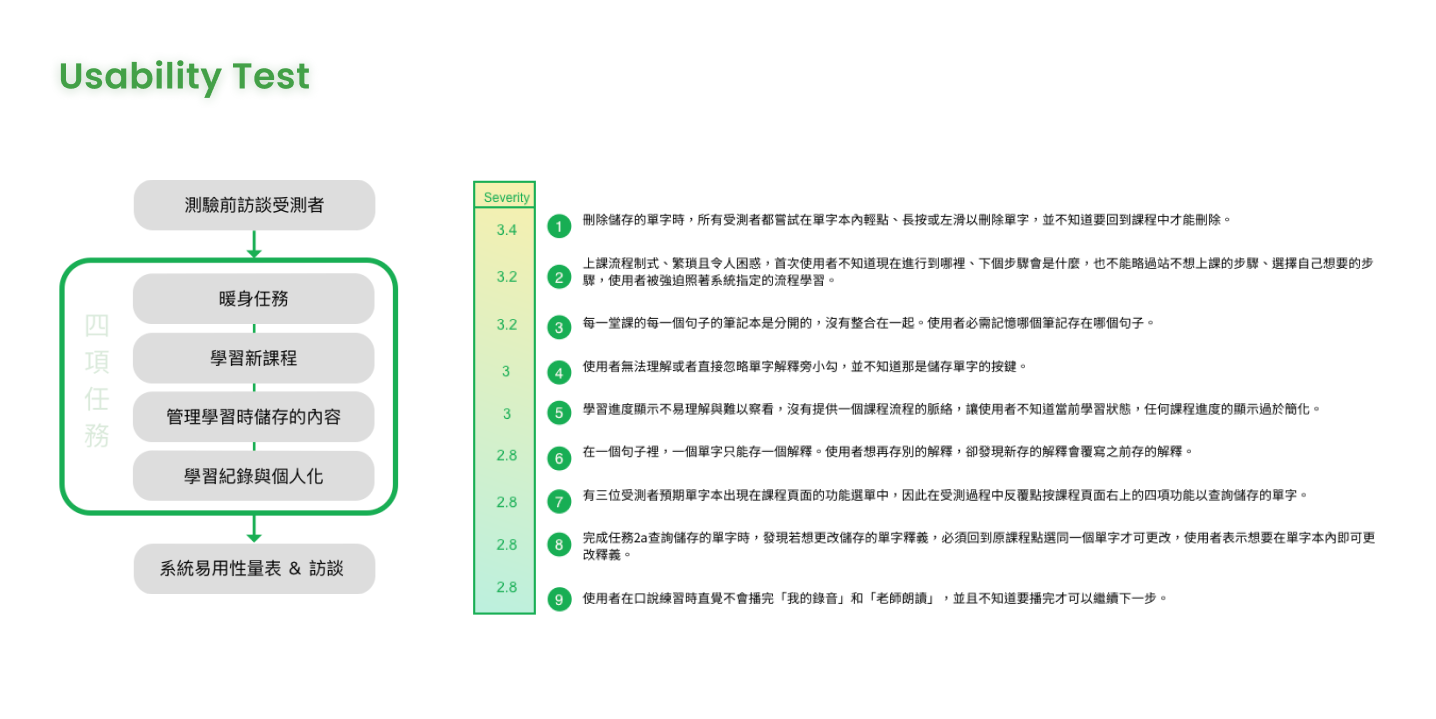 Usability Test
測驗前訪談受測者
四項任務
暖身任務
學習新課程
管理學習時儲存的內容
學習紀錄與個人化
系統易用性量表 & 訪談
Severity
3.4
1
刪除儲存的單字時，所有受測者都嘗試在單字本內輕點、長按或左滑以刪除單字，並不知道要回到課程中才能刪除。
3.2
2
上課流程制式、繁瑣且令人困惑，首次使用者不知道現在進行到哪裡、下個步驟會是什麼，也不能略過站不想上課的步驟、選擇自己想要的步
驟，使用者被強迫照著系統指定的流程學習。
3.2
3
每一堂課的每一個句子的筆記本是分開的，沒有整合在一起。使用者必需記憶哪個筆記存在哪個句子。
3
4
使用者無法理解或者直接忽略單字解釋旁小勾，並不知道那是儲存單字的按鍵。
3
5
學習進度顯示不易理解與難以察看，沒有提供一個課程流程的脈絡，讓使用者不知道當前學習狀態，任何課程進度的顯示過於簡化。
2.8
6
在一個句子裡，一個單字只能存一個解釋。使用者想再存別的解釋，卻發現新存的解釋會覆寫之前存的解釋。
2.8
7
有三位受測者預期單字本出現在課程頁面的功能選單中，因此在受測過程中反覆點按課程頁面右上的四項功能以查詢儲存的單字。
2.8
8
完成任務2a查詢儲存的單字時，發現若想更改儲存的單字釋義，必須回到原課程點選同一個單字才可更改，使用者表示想要在單字本內即可更
改釋義。
2.8
9
使用者在口說練習時直覺不會播完「我的錄音」和「老師朗讀」，並且不知道要播完才可以繼續下一步。